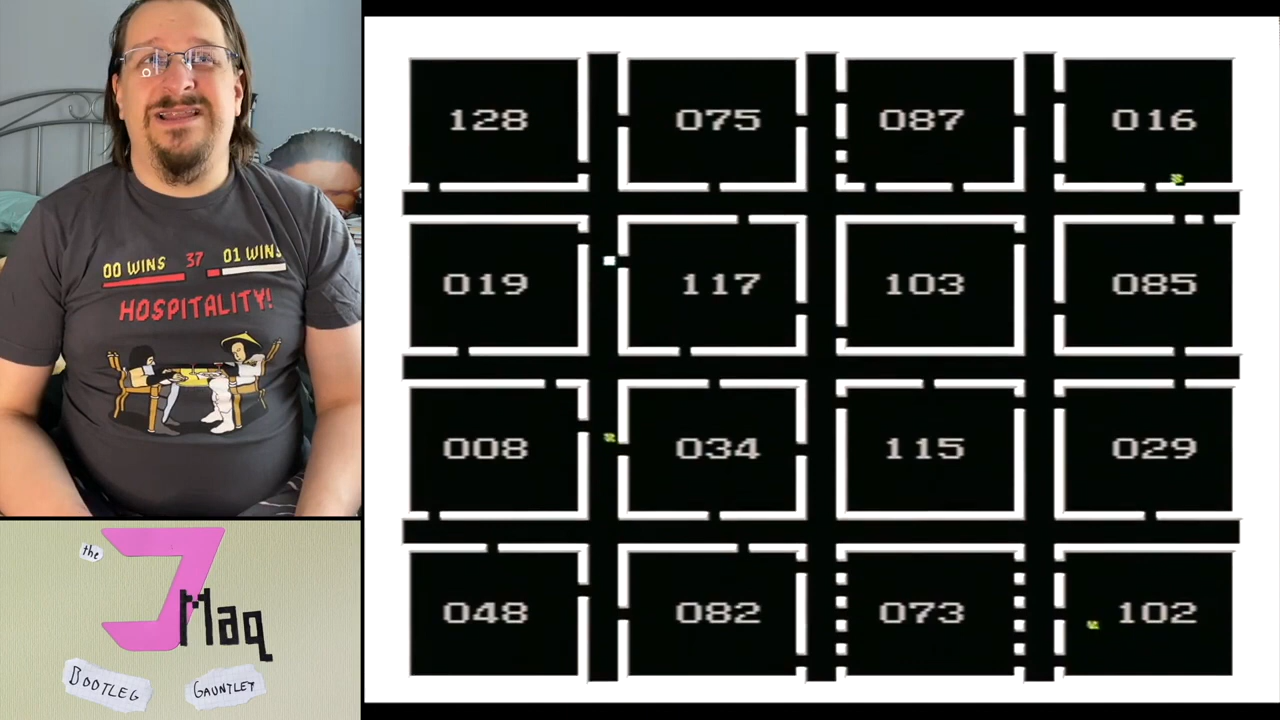 00 WINS 37 01 WINS
HOSPITALITY!
the J
Maq
BOOTLEG
GAUNTLET
128 075 087 016
019 117 103 085
008 034 115 029
048 082 073 102